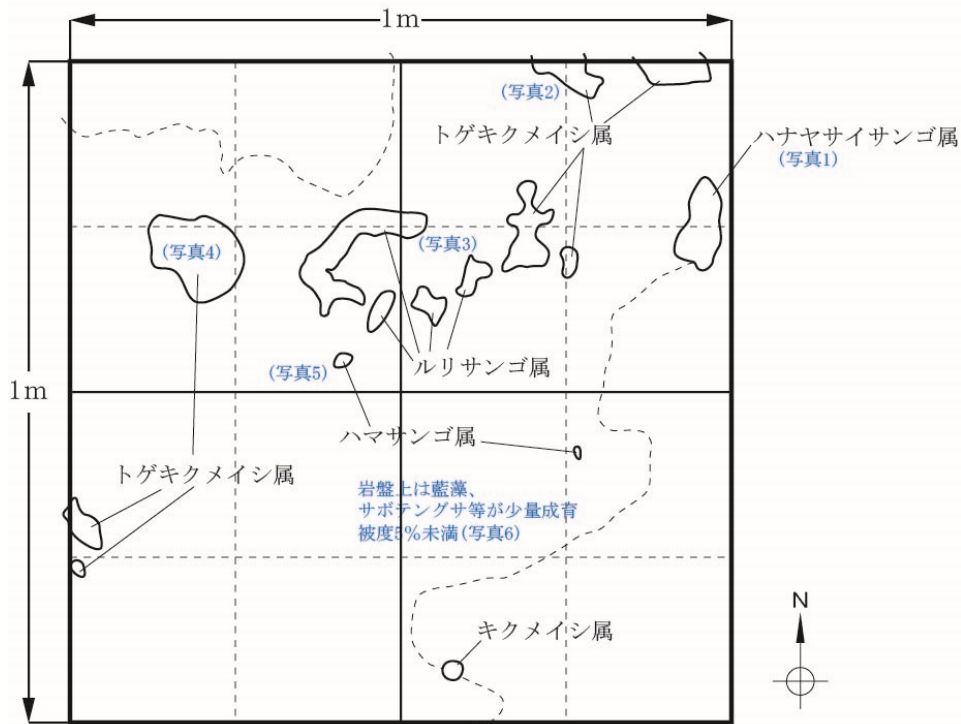 1m
(写真2)
トゲキクメイシ属
ハナヤサイサンゴ属
(写真1)
(写真4)
(写真3)
1m
(写真5)
ルリサンゴ属
ハマサンゴ属
トゲキクメイシ属
岩盤上は藍藻、
サボテングサ等が少量成育
被度5%未満(写真6)
N
キクメイシ属